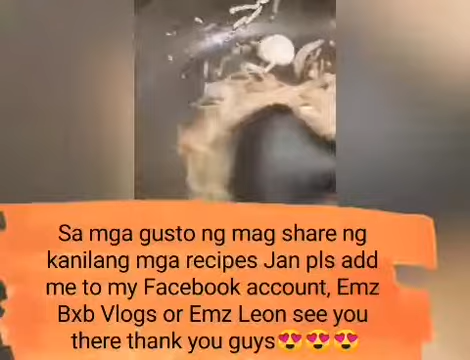 Sa mga gusto ng mag share ng
kanilang mga recipes Jan pls add
me to my Facebook account, Emz
Bxb Vlogs or Emz Leon see you
there thank you guys😍😍😍